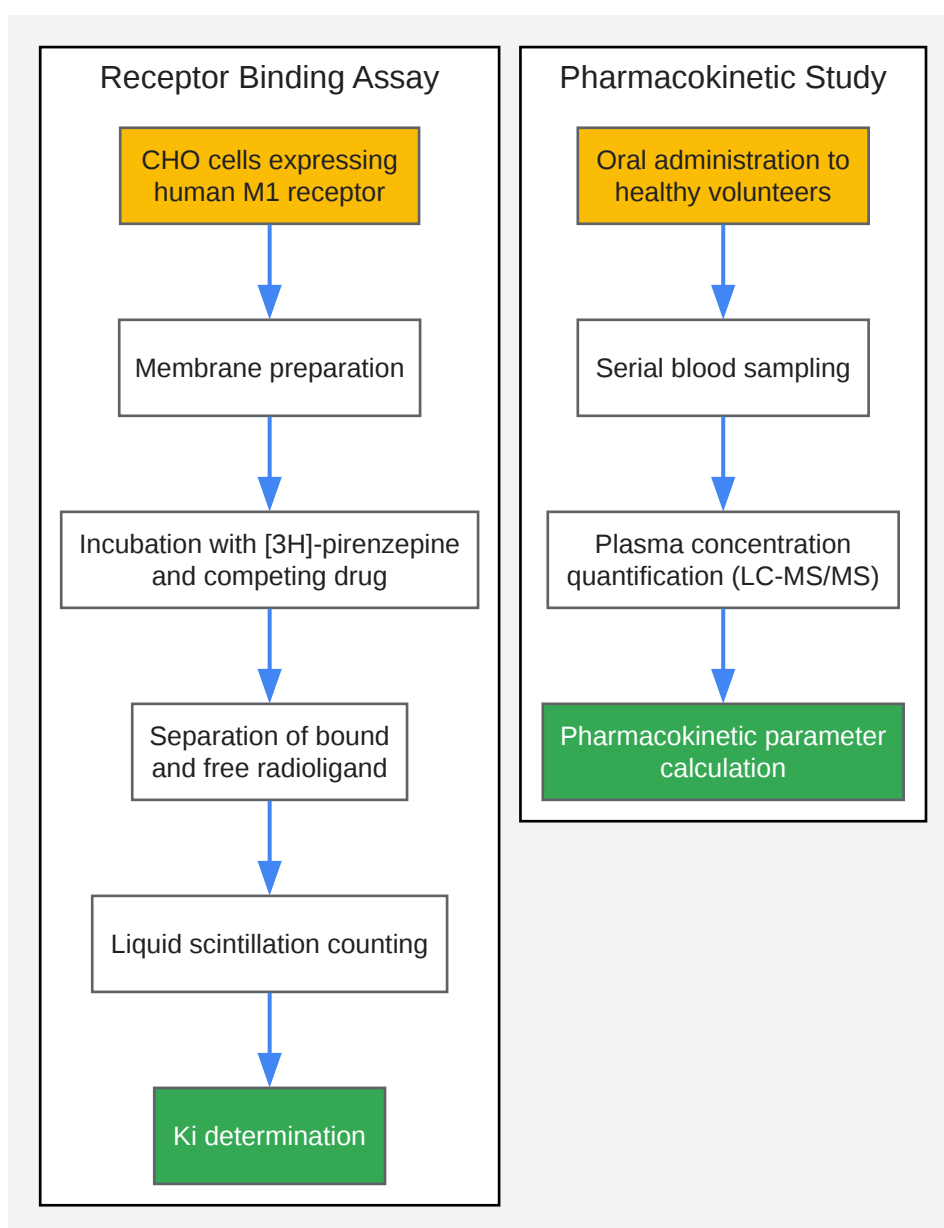 Receptor Binding Assay
CHO cells expressing
human M1 receptor
Membrane preparation
Incubation with [3H]-pirenzepine
and competing drug
Separation of bound
and free radioligand
Liquid scintillation counting
Ki determination
Pharmacokinetic Study
Oral administration to
healthy volunteers
Serial blood sampling
Plasma concentration
quantification (LC-MS/MS)
Pharmacokinetic parameter
calculation